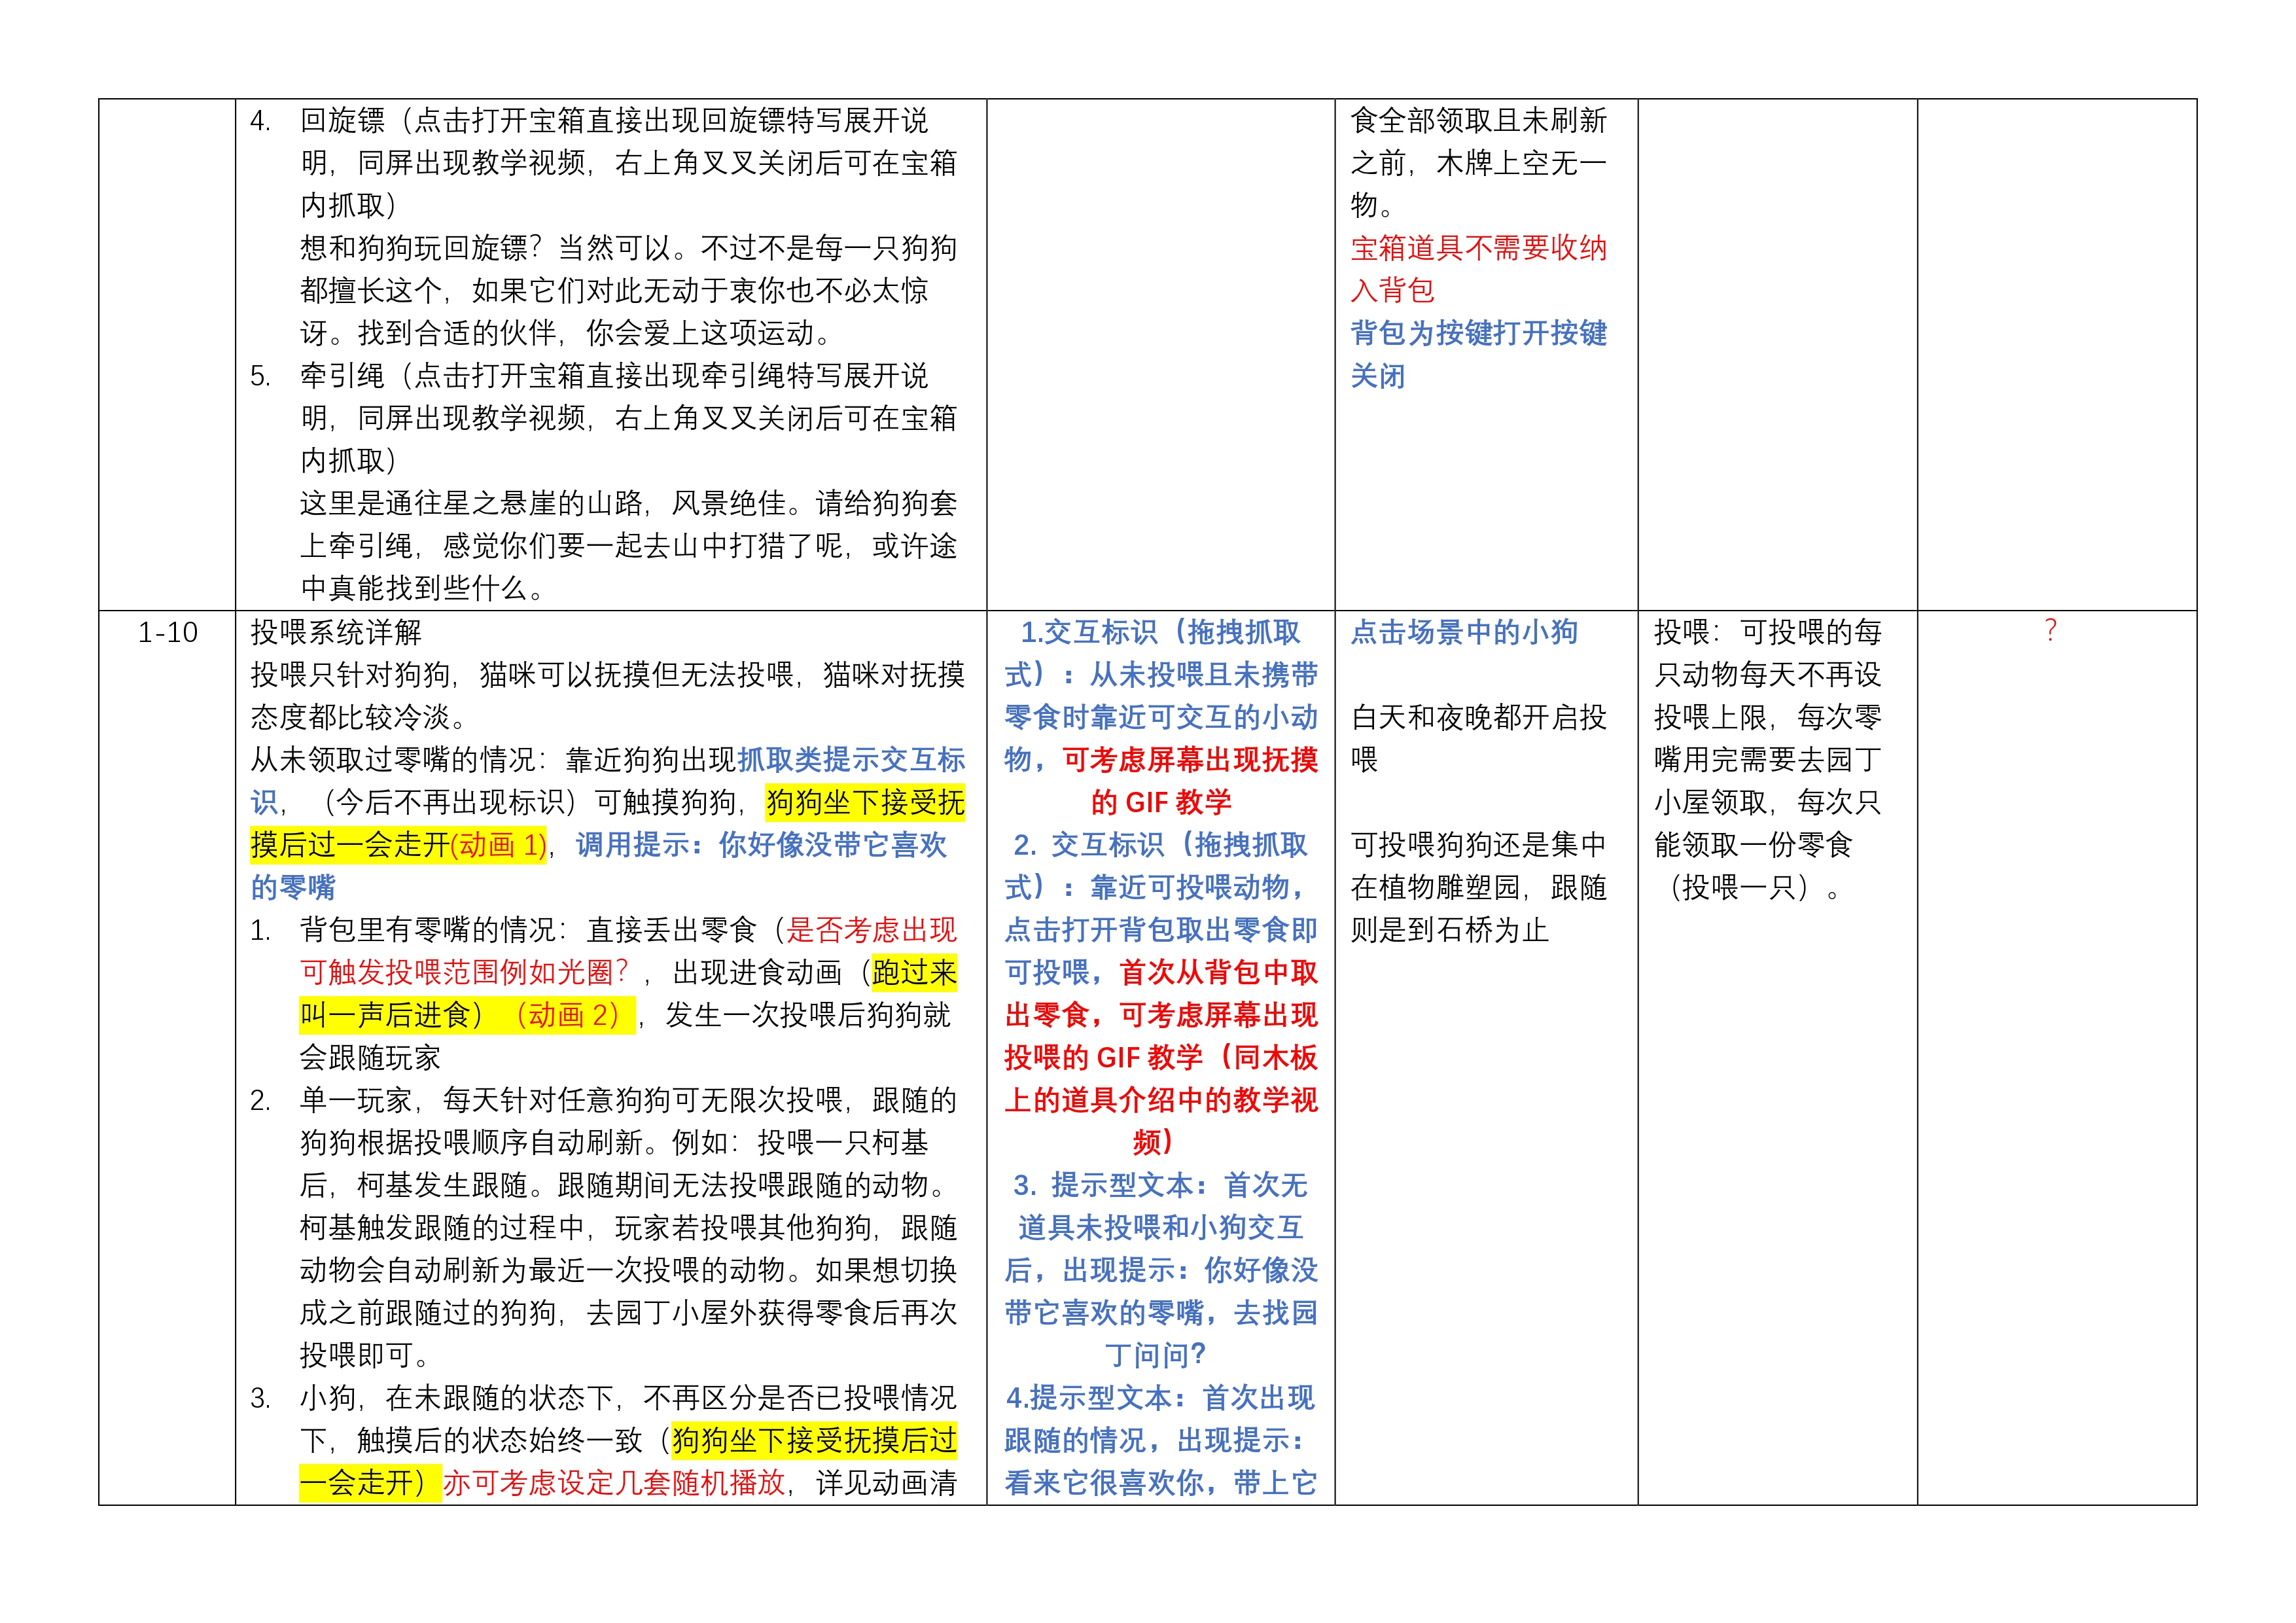 4. 回旋镖（点击打开宝箱直接出现回旋镖特写展开说
明，同屏出现教学视频，右上角叉叉关闭后可在宝箱
内抓取）
想和狗狗玩回旋镖？当然可以。不过不是每一只狗狗
都擅长这个，如果它们对此无动于衷你也不必太惊
讶。找到合适的伙伴，你会爱上这项运动。
5. 牵引绳（点击打开宝箱直接出现牵引绳特写展开说
明，同屏出现教学视频，右上角叉叉关闭后可在宝箱
内抓取）
这里是通往星之悬崖的山路，风景绝佳。请给狗狗套
上牵引绳，感觉你们要一起去山中打猎了呢，或许途
中真能找到些什么。
食全部领取且未刷新
之前，木牌上空无一
物。
宝箱道具不需要收纳
入背包
背包为按键打开按键
关闭
1-10
投喂系统详解
投喂只针对狗狗，猫咪可以抚摸但无法投喂，猫咪对抚摸
态度都比较冷淡。
从未领取过零嘴的情况：靠近狗狗出现抓取类提示交互标
识，（今后不再出现标识）可触摸狗狗，狗狗坐下接受抚
摸后过一会走开(动画 1)，调用提示：你好像没带它喜欢
的零嘴
1. 背包里有零嘴的情况：直接丢出零食（是否考虑出现
可触发投喂范围例如光圈？，出现进食动画（跑过来
叫一声后进食）（动画 2），发生一次投喂后狗狗就
会跟随玩家
2. 单一玩家，每天针对任意狗狗可无限次投喂，跟随的
狗狗根据投喂顺序自动刷新。例如：投喂一只柯基
后，柯基发生跟随。跟随期间无法投喂跟随的动物。
柯基触发跟随的过程中，玩家若投喂其他狗狗，跟随
动物会自动刷新为最近一次投喂的动物。如果想切换
成之前跟随过的狗狗，去园丁小屋外获得零食后再次
投喂即可。
3. 小狗，在未跟随的状态下，不再区分是否已投喂情况
下，触摸后的状态始终一致（狗狗坐下接受抚摸后过
一会走开）亦可考虑设定几套随机播放，详见动画清
1.交互标识（拖拽抓取
式）：从未投喂且未携带
零食时靠近可交互的小动
物，可考虑屏幕出现抚摸
的 GIF 教学
2. 交互标识（拖拽抓取
式）：靠近可投喂动物，
点击打开背包取出零食即
可投喂，首次从背包中取
出零食，可考虑屏幕出现
投喂的 GIF 教学（同木板
上的道具介绍中的教学视
频）
3. 提示型文本：首次无
道具未投喂和小狗交互
后，出现提示：你好像没
带它喜欢的零嘴，去找园
丁问问？
4.提示型文本：首次出现
跟随的情况，出现提示：
看来它很喜欢你，带上它
点击场景中的小狗
白天和夜晚都开启投
喂
可投喂狗狗还是集中
在植物雕塑园，跟随
则是到石桥为止
投喂：可投喂的每
只动物每天不再设
投喂上限，每次零
嘴用完需要去园丁
小屋领取，每次只
能领取一份零食
（投喂一只）。
？